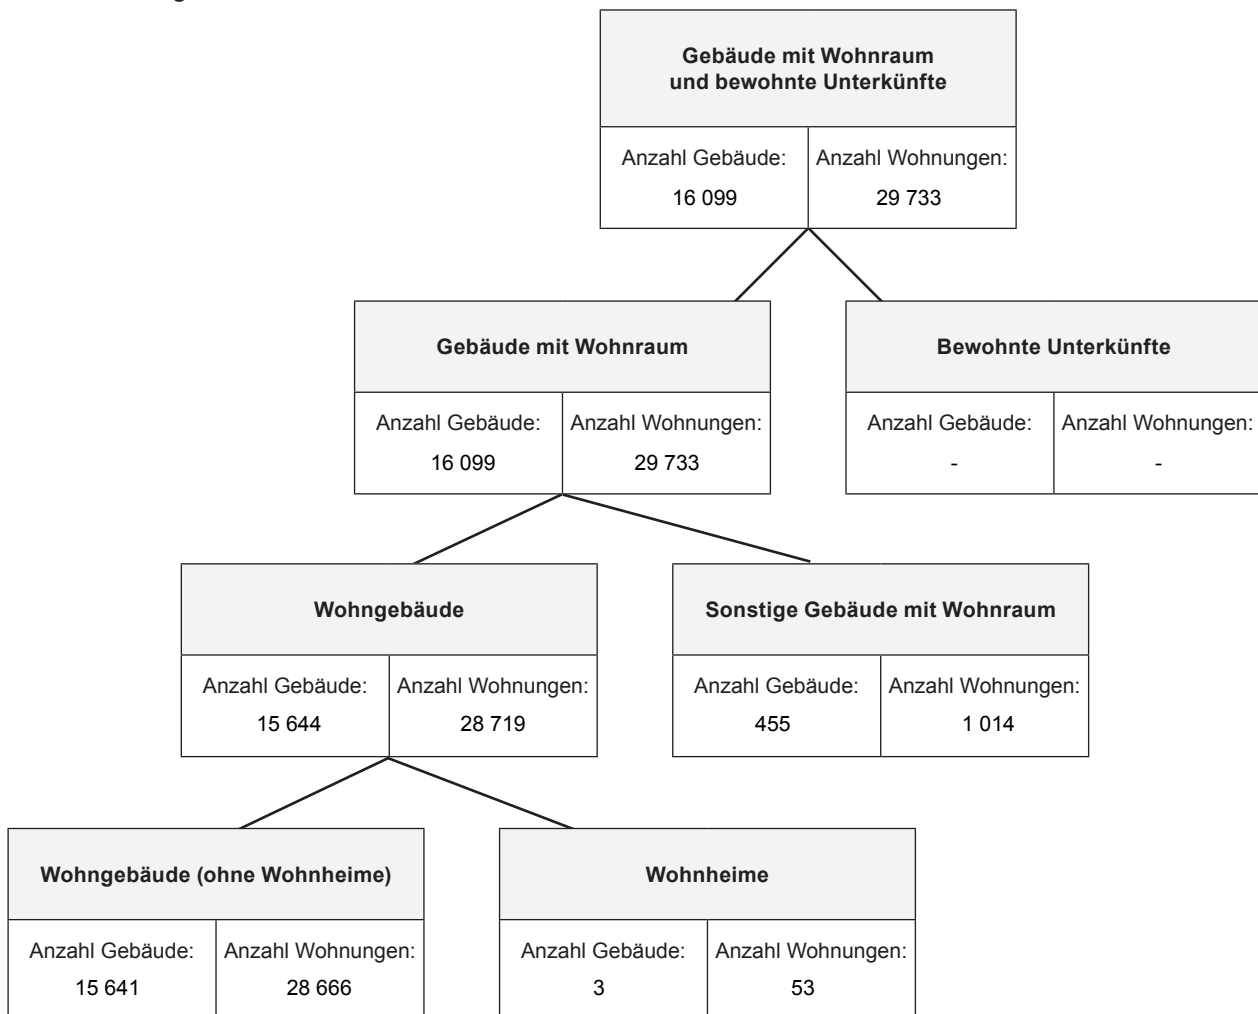 Gebäude mit Wohnraum
und bewohnte Unterkünfte
Anzahl Gebäude:
Anzahl Wohnungen:
16 099
29 733
Gebäude mit Wohnraum
Bewohnte Unterkünfte
Anzahl Gebäude:
Anzahl Wohnungen:
Anzahl Gebäude:
Anzahl Wohnungen:
16 099
29 733
-
-
Wohngebäude
Sonstige Gebäude mit Wohnraum
Anzahl Gebäude:
Anzahl Wohnungen:
Anzahl Gebäude:
Anzahl Wohnungen:
15 644
28 719
455
1 014
Wohngebäude (ohne Wohnheime)
Wohnheime
Anzahl Gebäude:
Anzahl Wohnungen:
Anzahl Gebäude:
Anzahl Wohnungen:
15 641
28 666
3
53